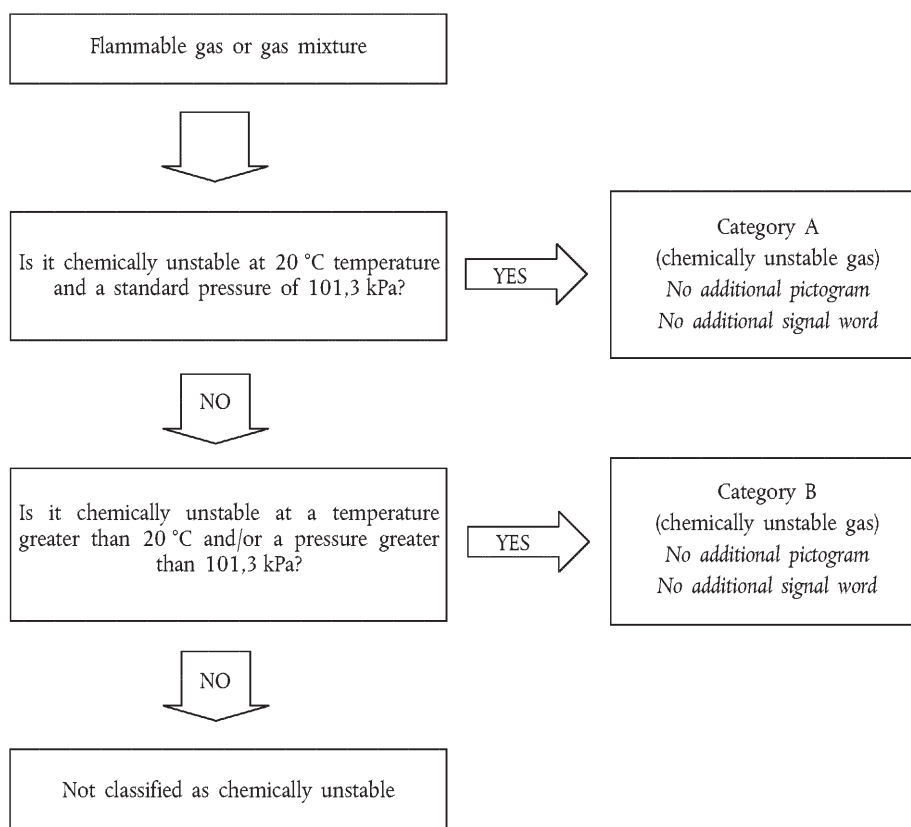 Flammable gas or gas mixture
Is it chemically unstable at 20 °C temperature
and a standard pressure of 101,3 kPa?
YES
Category A
(chemically unstable gas)
No additional pictogram
No additional signal word
NO
Is it chemically unstable at a temperature
greater than 20 °C and/or a pressure greater
than 101,3 kPa?
YES
Category B
(chemically unstable gas)
No additional pictogram
No additional signal word
NO
Not classified as chemically unstable